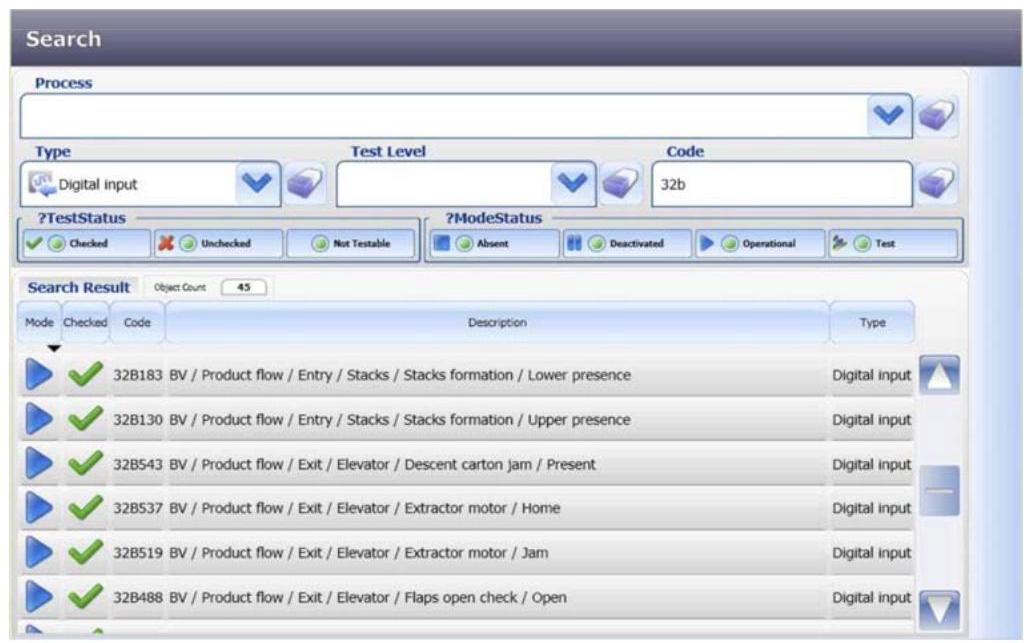 Search
Process
Type Test Level Code
Digital input 32b
?TestStatus ?ModeStatus
Checked Unchecked Not Testable Absent Deactivated Operational Test
Search Result Object Count 45
Mode Checked Code Description Type
32B183 BV / Product flow / Entry / Stacks / Stacks formation / Lower presence Digital input
32B130 BV / Product flow / Entry / Stacks / Stacks formation / Upper presence Digital input
32B543 BV / Product flow / Exit / Elevator / Descent carton jam / Present Digital input
32B537 BV / Product flow / Exit / Elevator / Extractor motor / Home Digital input
32B519 BV / Product flow / Exit / Elevator / Extractor motor / Jam Digital input
32B488 BV / Product flow / Exit / Elevator / Flaps open check / Open Digital input